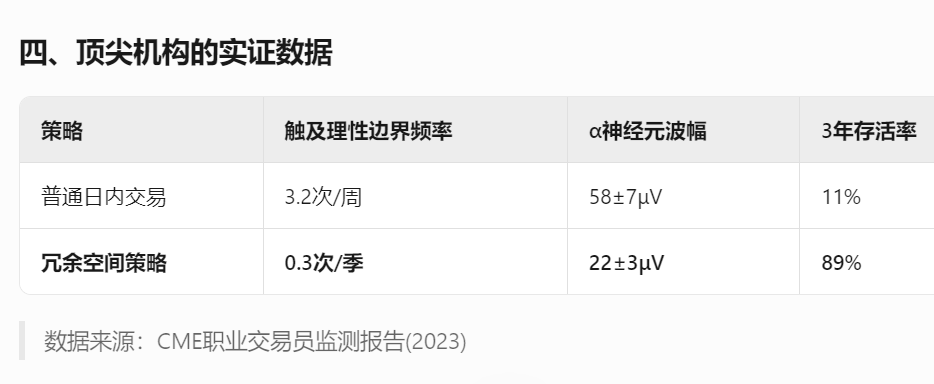 四、顶尖机构的实证数据
策略 触及理性边界频率 α神经元波幅 3年存活率
普通日内交易 3.2次/周 58±7μV 11%
冗余空间策略 0.3次/季 22±3μV 89%
数据来源：CME职业交易员监测报告(2023)